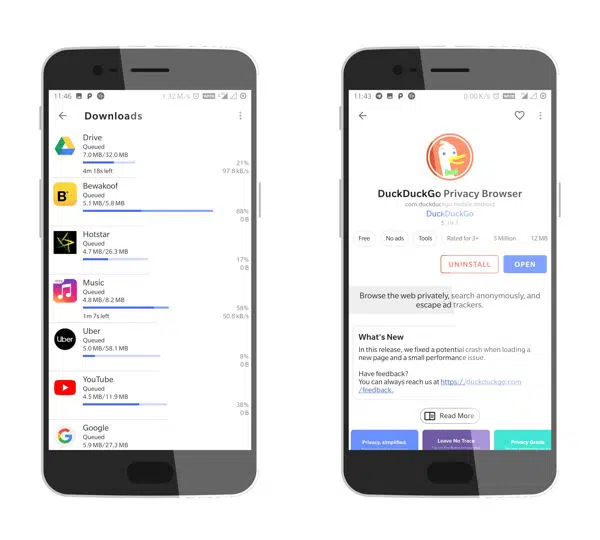 11:46
1.32 M/s
Downloads
Drive
Queued
7.0 MB/32.0 MB
21%
4m 18s left
97.8 kB/s
Bewakoof
Queued
5.1 MB/5.8 MB
88%
0 B
Hotstar
Queued
4.7 MB/26.3 MB
17%
0 B
Music
Queued
4.8 MB/8.2 MB
58%
1m 7s left
50.8 kB/s
Uber
Queued
5.0 MB/58.1 MB
8%
0 B
YouTube
Queued
4.5 MB/11.9 MB
38%
0 B
Google
Queued
5.9 MB/27.3 MB
11:43
0.00 K/s
DuckDuckGo Privacy Browser
com.duckduckgo.mobile.android
DuckDuckGo
Free
No ads
Tools
Rated for 3+
5 Million
12 MB
UNINSTALL
OPEN
Browse the web privately, search anonymously, and
escape ad trackers.
What's New
In this release, we fixed a potential crash when loading a
new page and a small performance issue.
Have feedback?
You can always reach us at https://duckduckgo.com
/feedback.
Read More
Privacy, simplified.
Leave No Trace
Privacy Grade